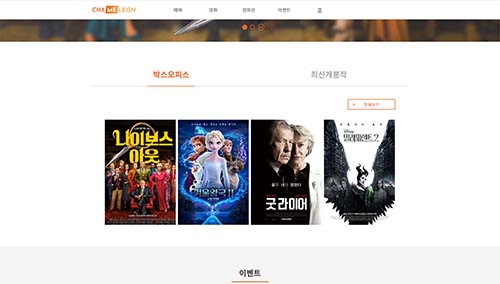 CHAMELEON
예매
영화
영화관
이벤트
박스오피스
최신개봉작
+ 전체보기
나이브스
아웃
겨울왕국 II
굿 라이어
Disney
말레피센트 2
이벤트